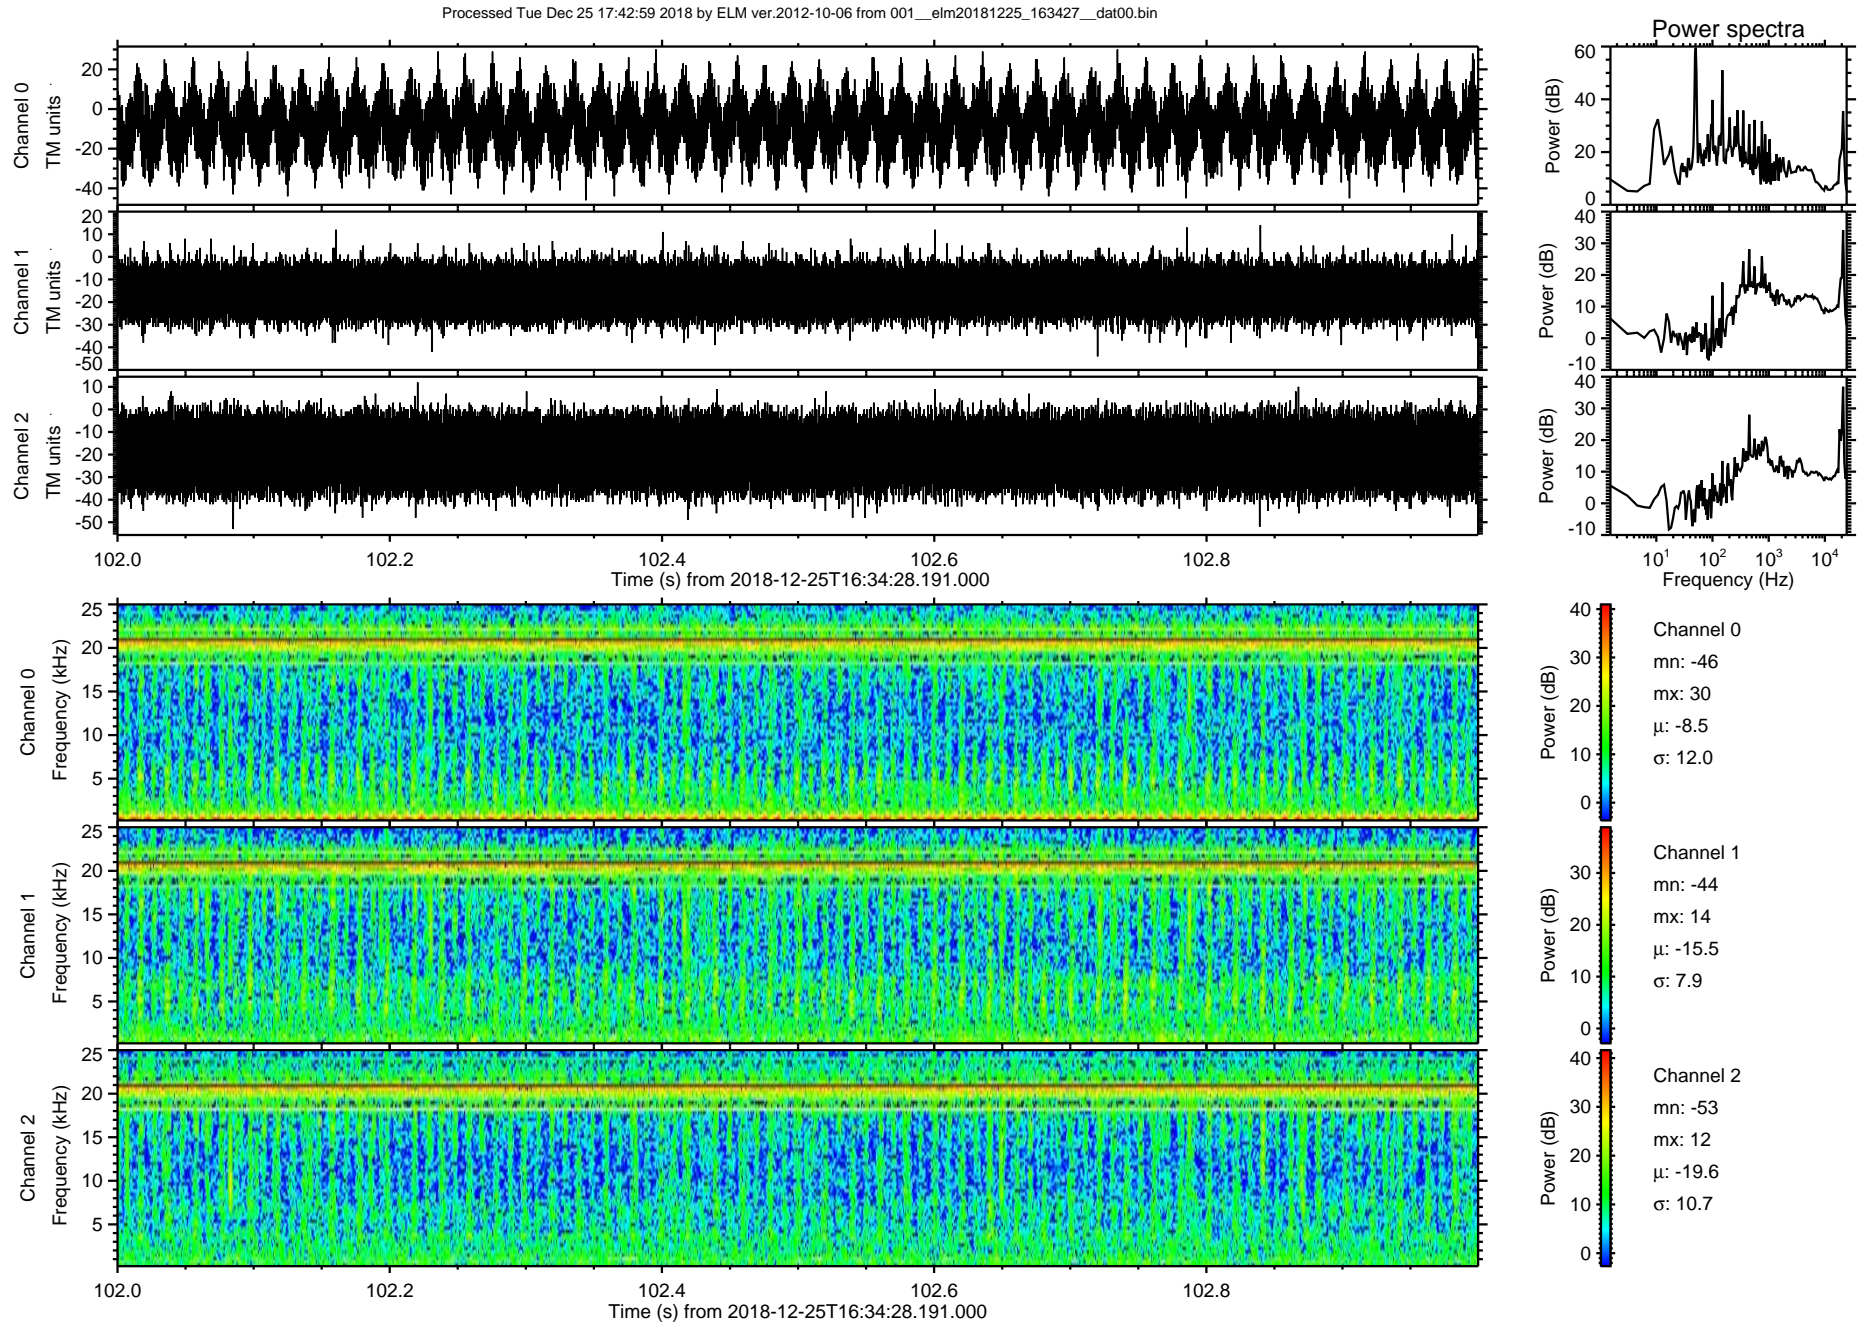 Processed Tue Dec 25 17:42:59 2018 by ELM ver.2012-10-06 from 001__elm20181225_163427__dat00.bin
Power spectra
Channel 0
TM units
20
0
-20
-40
Power (dB)
60
40
20
0
Channel 1
TM units
20
10
0
-10
-20
-30
-40
-50
Power (dB)
40
30
20
10
0
-10
Channel 2
TM units
10
0
-10
-20
-30
-40
-50
Power (dB)
40
30
20
10
0
-10
102.0 102.2 102.4 102.6 102.8
Time (s) from 2018-12-25T16:34:28.191.000
10^1 10^2 10^3 10^4
Frequency (Hz)
Channel 0
Frequency (kHz)
25
20
15
10
5
Power (dB)
40
30
20
10
0
Channel 0
mn: -46
mx: 30
μ: -8.5
σ: 12.0
Channel 1
Frequency (kHz)
25
20
15
10
5
Power (dB)
30
20
10
0
Channel 1
mn: -44
mx: 14
μ: -15.5
σ: 7.9
Channel 2
Frequency (kHz)
25
20
15
10
5
Power (dB)
40
30
20
10
0
Channel 2
mn: -53
mx: 12
μ: -19.6
σ: 10.7
102.0 102.2 102.4 102.6 102.8
Time (s) from 2018-12-25T16:34:28.191.000